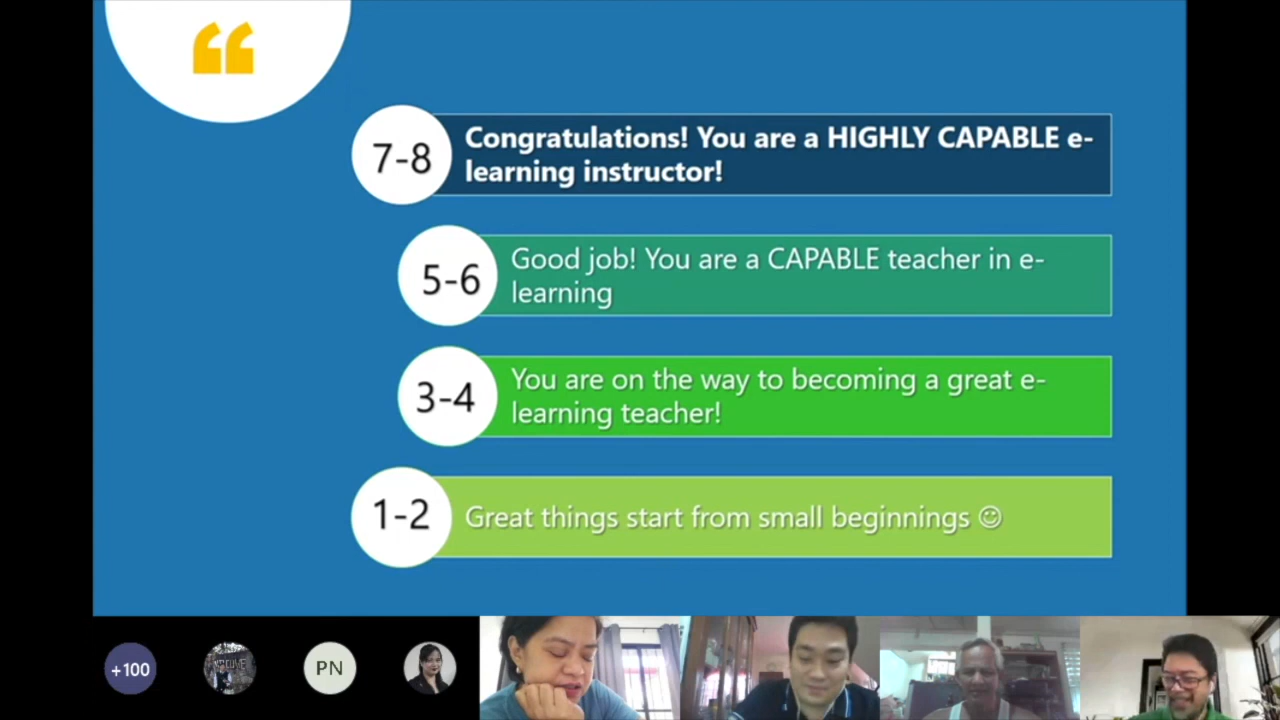 “
7-8
Congratulations! You are a HIGHLY CAPABLE e-
learning instructor!
5-6
Good job! You are a CAPABLE teacher in e-
learning
3-4
You are on the way to becoming a great e-
learning teacher!
1-2
Great things start from small beginnings ☺
+100
PN